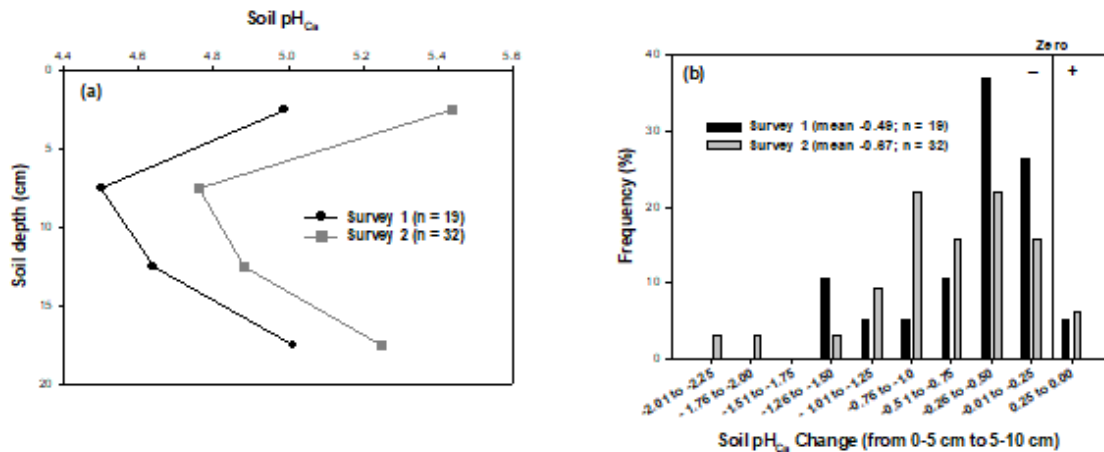 Soil pHCa
4.4 4.6 4.8 5.0 5.2 5.4 5.6
0
(a)
5
10
15
20
Soil depth (cm)
Survey 1 (n = 19)
Survey 2 (n = 32)
Zero
(b)
– +
40
30
20
10
0
Frequency (%)
Survey 1 (mean -0.49; n = 19)
Survey 2 (mean -0.67; n = 32)
-2.01 to -2.25
-1.76 to -2.00
-1.51 to -1.75
-1.26 to -1.50
-1.01 to -1.25
-0.76 to -1.0
-0.51 to -0.75
-0.26 to -0.50
-0.01 to -0.25
0.25 to 0.00
Soil pHCa Change (from 0-5 cm to 5-10 cm)